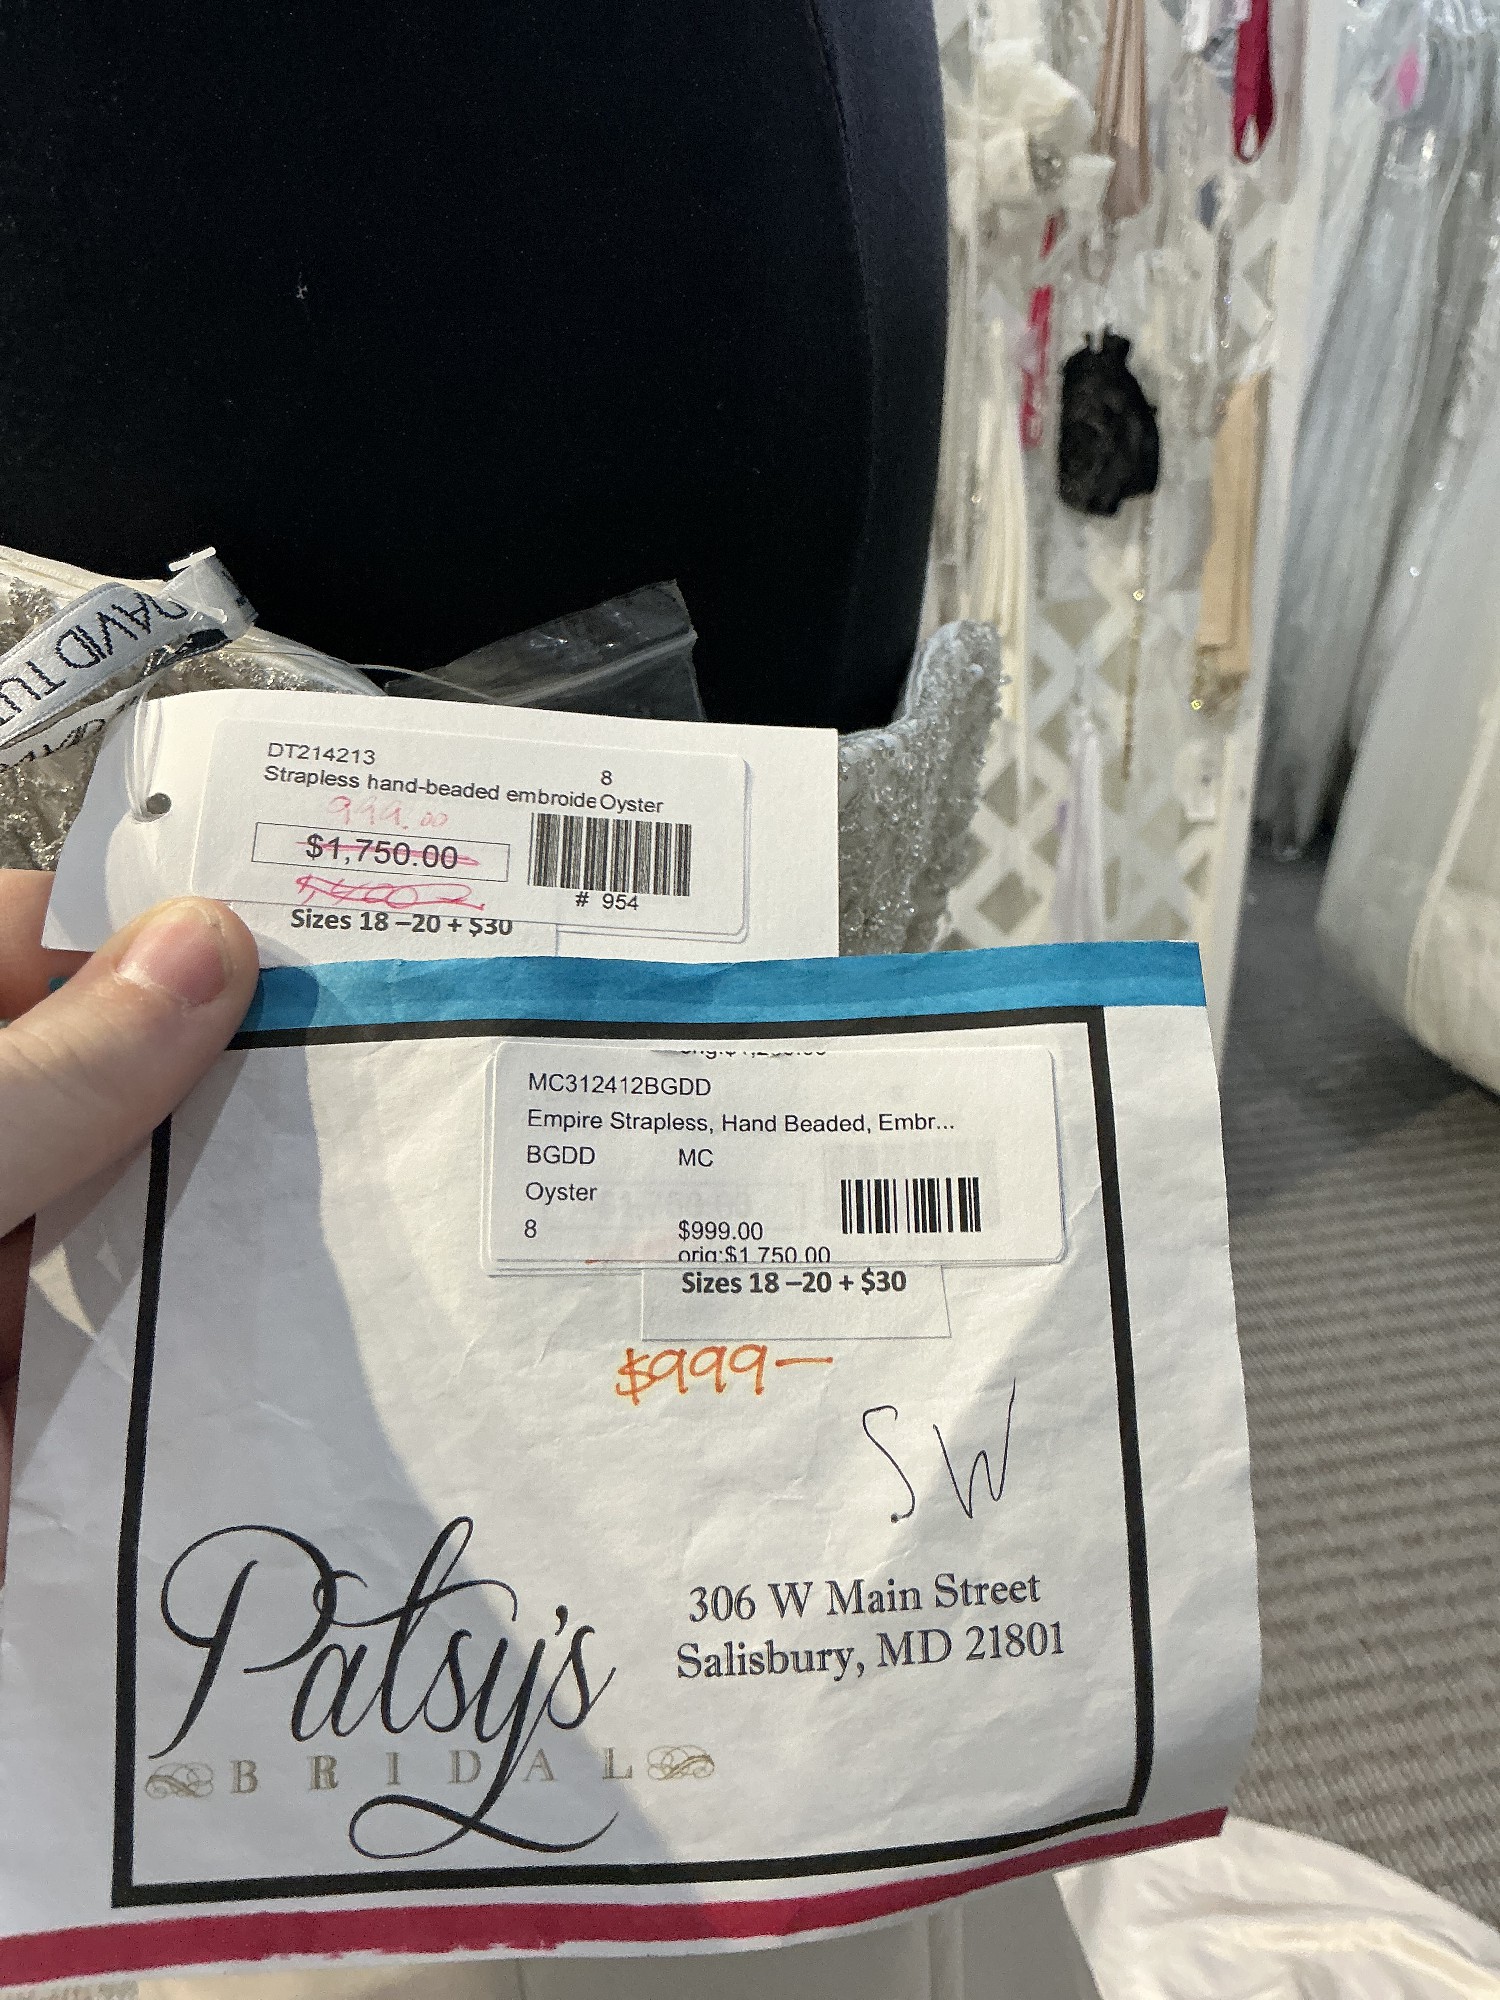 DAVID TUT
DT214213
8
Strapless hand-beaded embroide Oyster
999.00
$1,750.00
# 954
Sizes 18 –20 + $30
MC312412BGDD
Empire Strapless, Hand Beaded, Embr...
BGDD MC
Oyster
8 $999.00
orig:$1,750.00
Sizes 18 –20 + $30
$999—
SW
Patsy's
BRIDAL
306 W Main Street
Salisbury, MD 21801